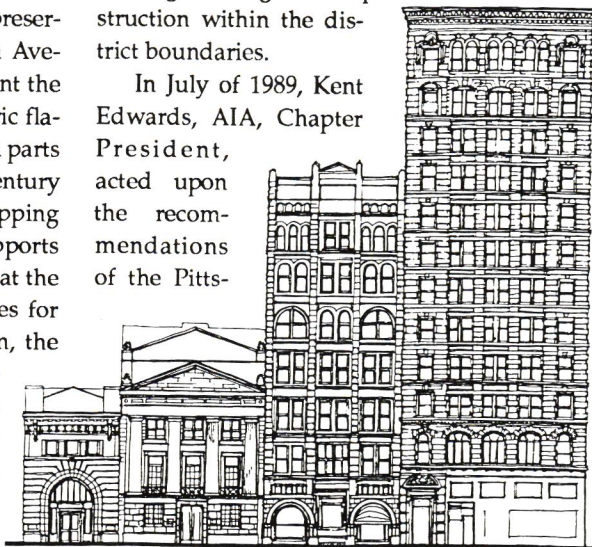 preser-
n Ave-
nt the
ric fla-
parts
entury
pping
pports
at the
es for
n, the
struction within the dis-
trict boundaries.
In July of 1989, Kent
Edwards, AIA, Chapter
President,
acted upon
the recom-
mendations
of the Pitts-